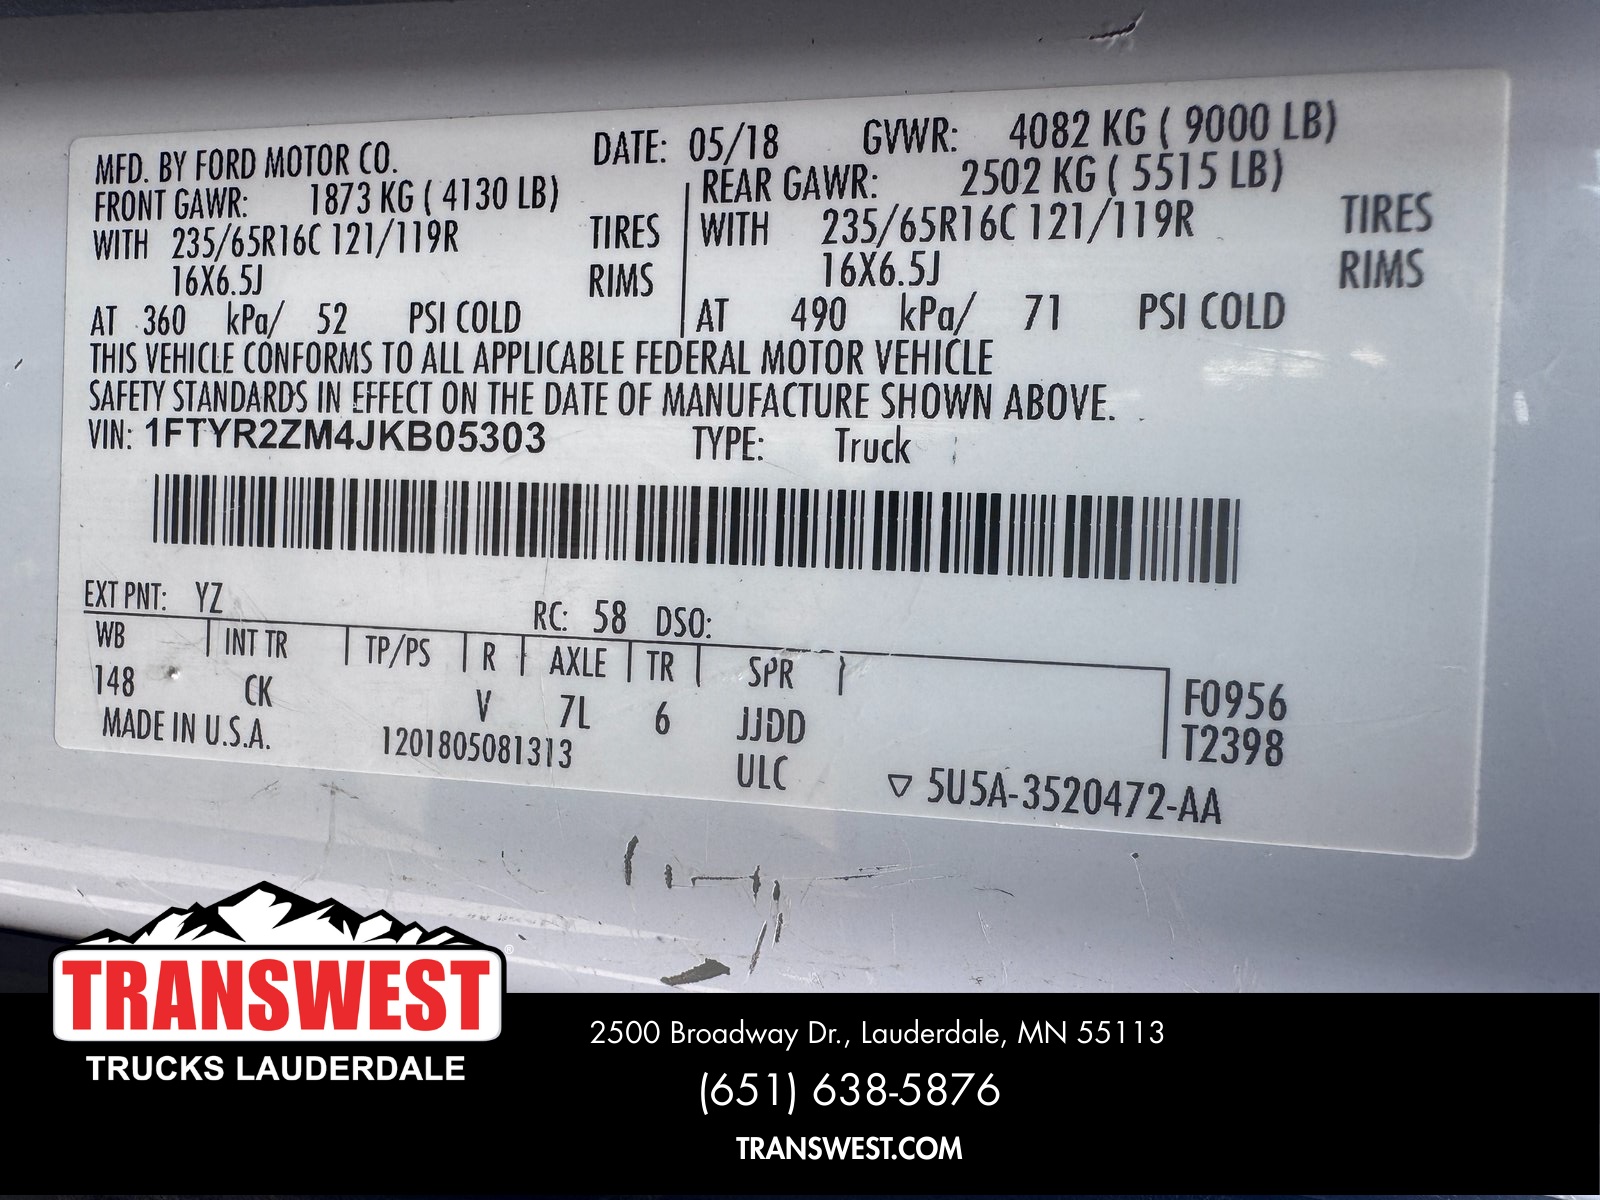 MFD. BY FORD MOTOR CO. DATE: 05/18 GVWR: 4082 KG ( 9000 LB)
FRONT GAWR: 1873 KG ( 4130 LB) REAR GAWR: 2502 KG ( 5515 LB)
WITH 235/65R16C 121/119R TIRES WITH 235/65R16C 121/119R TIRES
16X6.5J RIMS 16X6.5J RIMS
AT 360 kPa/ 52 PSI COLD AT 490 kPa/ 71 PSI COLD
THIS VEHICLE CONFORMS TO ALL APPLICABLE FEDERAL MOTOR VEHICLE
SAFETY STANDARDS IN EFFECT ON THE DATE OF MANUFACTURE SHOWN ABOVE.
VIN: 1FTYR2ZM4JKB05303 TYPE: Truck
EXT PNT: YZ RC: 58 DSO:
WB INT TR TP/PS R AXLE TR SPR
148 CK V 7L 6 JJDD F0956
MADE IN U.S.A. 1201805081313 ULC T2398
▽ 5U5A-3520472-AA
TRANSWEST®
TRUCKS LAUDERDALE
2500 Broadway Dr., Lauderdale, MN 55113
(651) 638-5876
TRANSWEST.COM